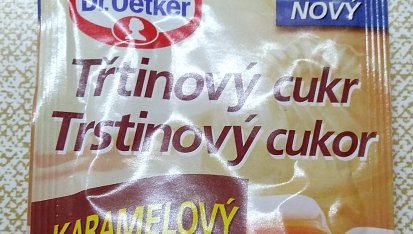 Dr.Oetker
NOVÝ
Třtinový cukr
Trstinový cukor
KARAMELOVÝ